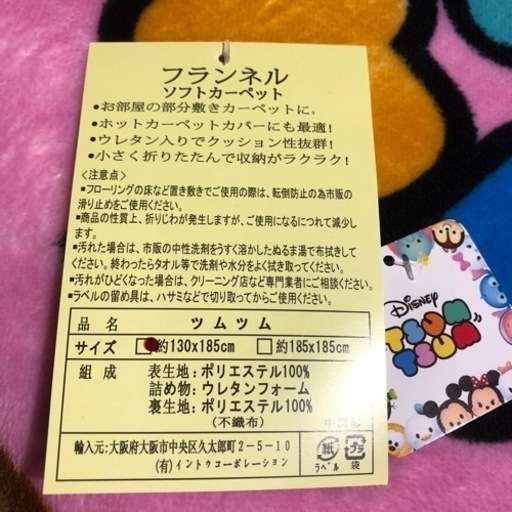 フランネル
ソフトカーペット
●お部屋の部分敷きカーペットに。
●ホットカーペットカバーにも最適!
●ウレタン入りでクッション性抜群!
●小さく折りたたんで収納がラクラク!
〈注意点〉
■フローリングの床など置き敷きでご使用の際は、転倒防止の為市販の
滑り止めをご使用ください。
■商品の性質上、折りじわが発生しますが、ご使用になるにつれて減少し
ます。
■汚れた場合は、市販の中性洗剤をうすく溶かしたぬるま湯で布拭きして
ください。終わったらタオル等で洗剤や水分をよく拭き取ってください。
■汚れがひどくなった場合は、クリーニング店など専門業者にご相談ください。
■ラベルの留め具は、ハサミなどで切り取ってからご使用ください。
品名 ツムツム
サイズ 約130x185cm 約185x185cm
組成 表生地:ポリエステル100%
詰め物:ウレタンフォーム
裏生地:ポリエステル100%
(不織布)
輸入元:大阪府大阪市中央区久太郎町2-5-10
(有)イントゥコーポレーション
紙
ラベル
プラ
袋
Disney
TSUM
TSUM